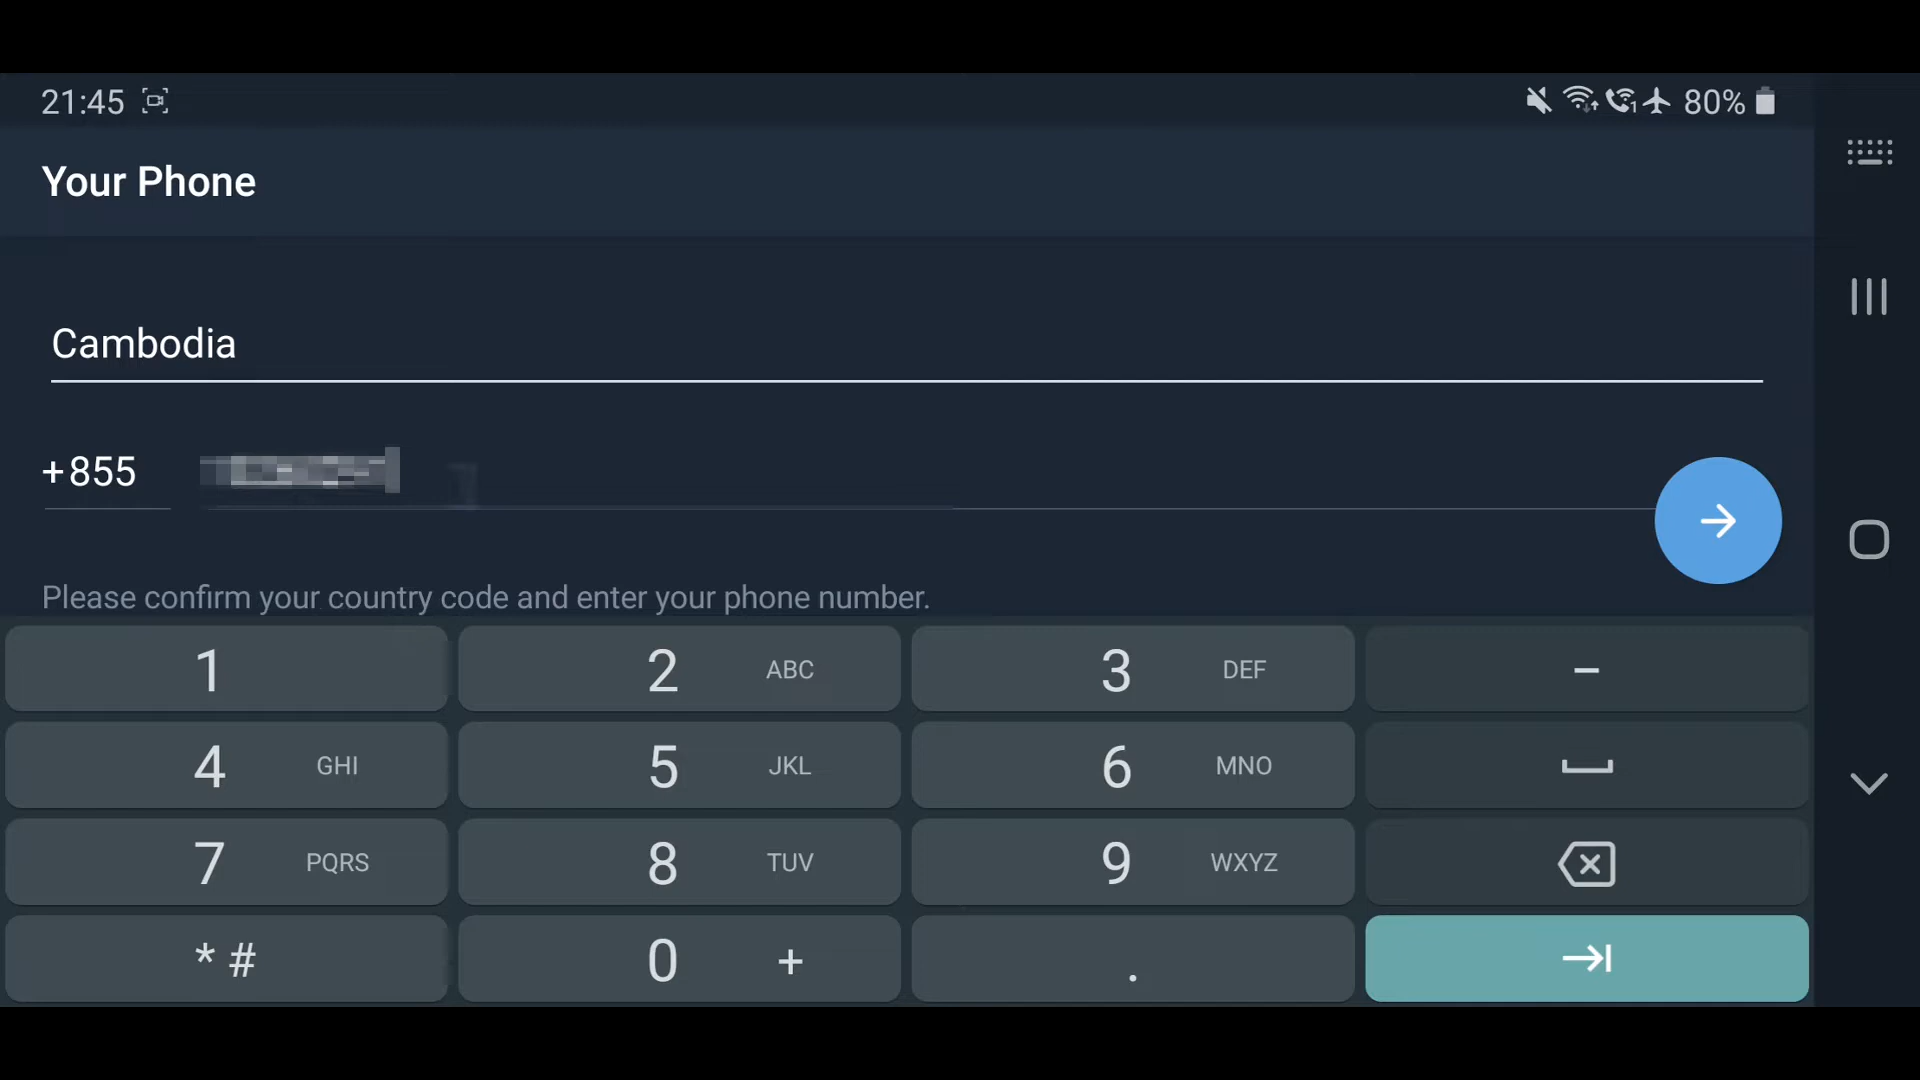 21:45
80%
Your Phone
Cambodia
+855
Please confirm your country code and enter your phone number.
1 2 ABC 3 DEF –
4 GHI 5 JKL 6 MNO
7 PQRS 8 TUV 9 WXYZ
* # 0 + .